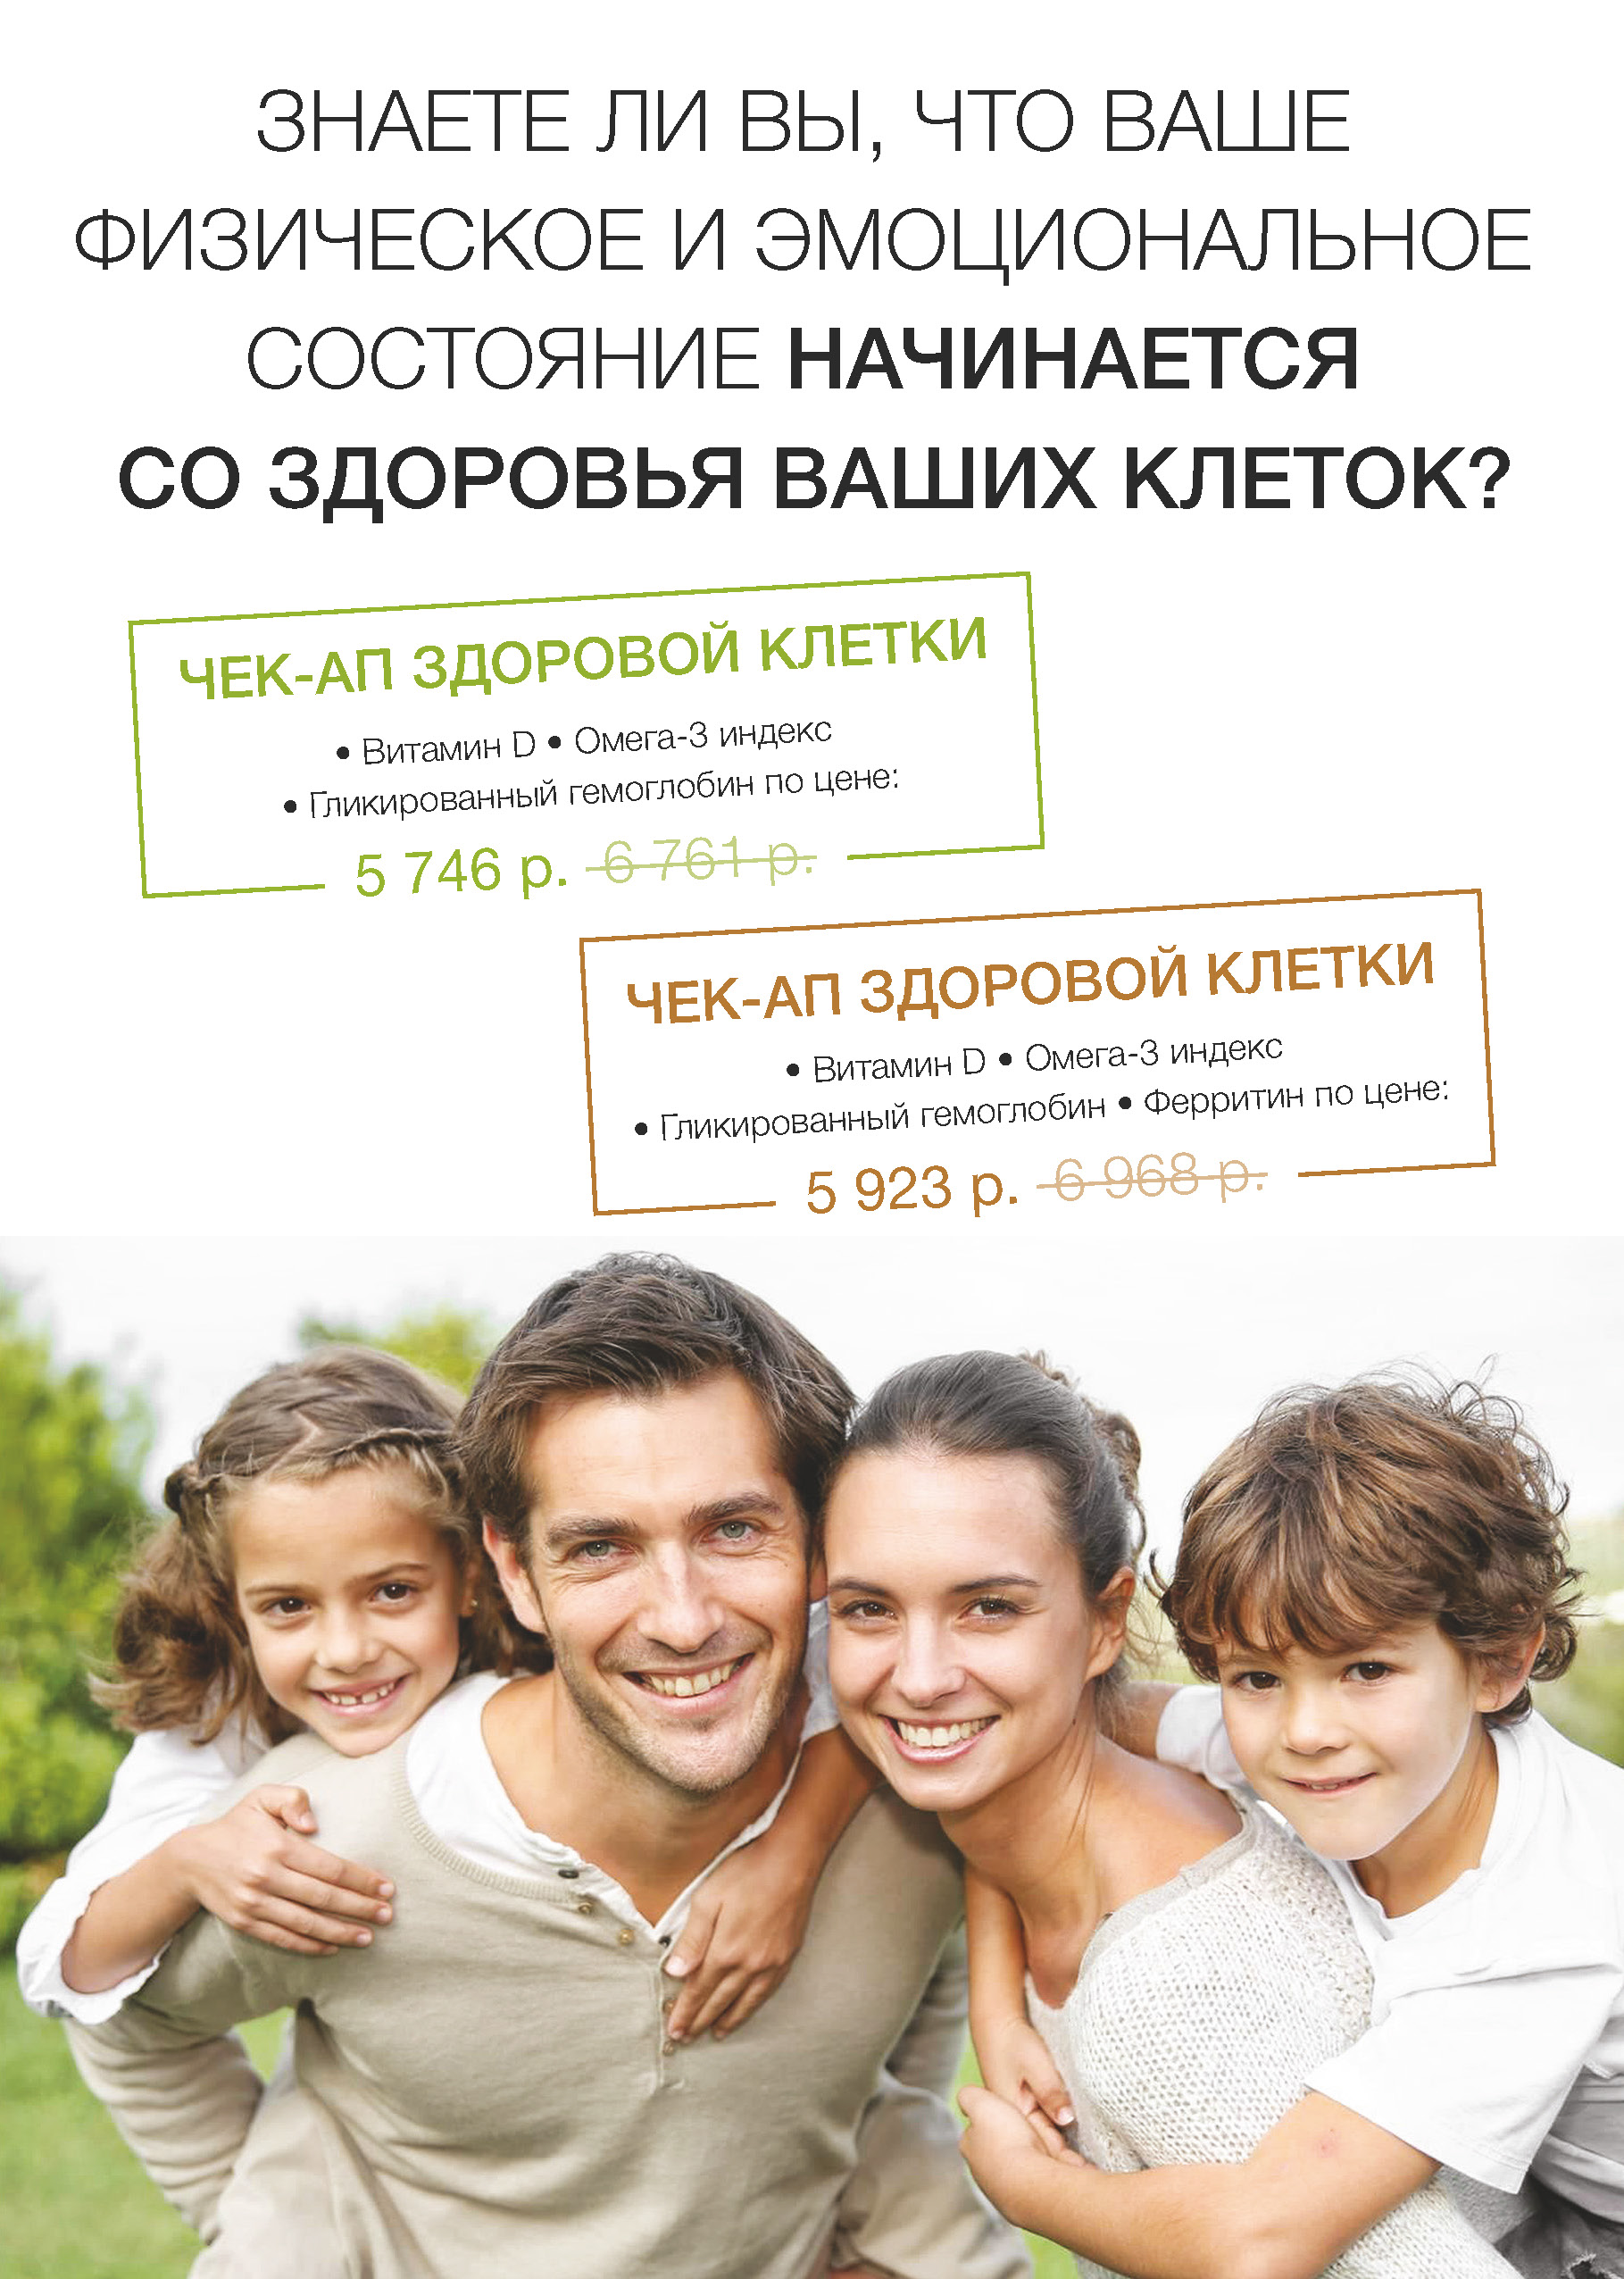 ЗНАЕТЕ ЛИ ВЫ, ЧТО ВАШЕ
ФИЗИЧЕСКОЕ И ЭМОЦИОНАЛЬНОЕ
СОСТОЯНИЕ НАЧИНАЕТСЯ
СО ЗДОРОВЬЯ ВАШИХ КЛЕТОК?
ЧЕК-АП ЗДОРОВОЙ КЛЕТКИ
• Витамин D • Омега-3 индекс
• Гликированный гемоглобин по цене:
5 746 р. 6 761 р.
ЧЕК-АП ЗДОРОВОЙ КЛЕТКИ
• Витамин D • Омега-3 индекс
• Гликированный гемоглобин • Ферритин по цене:
5 923 р. 6 968 р.